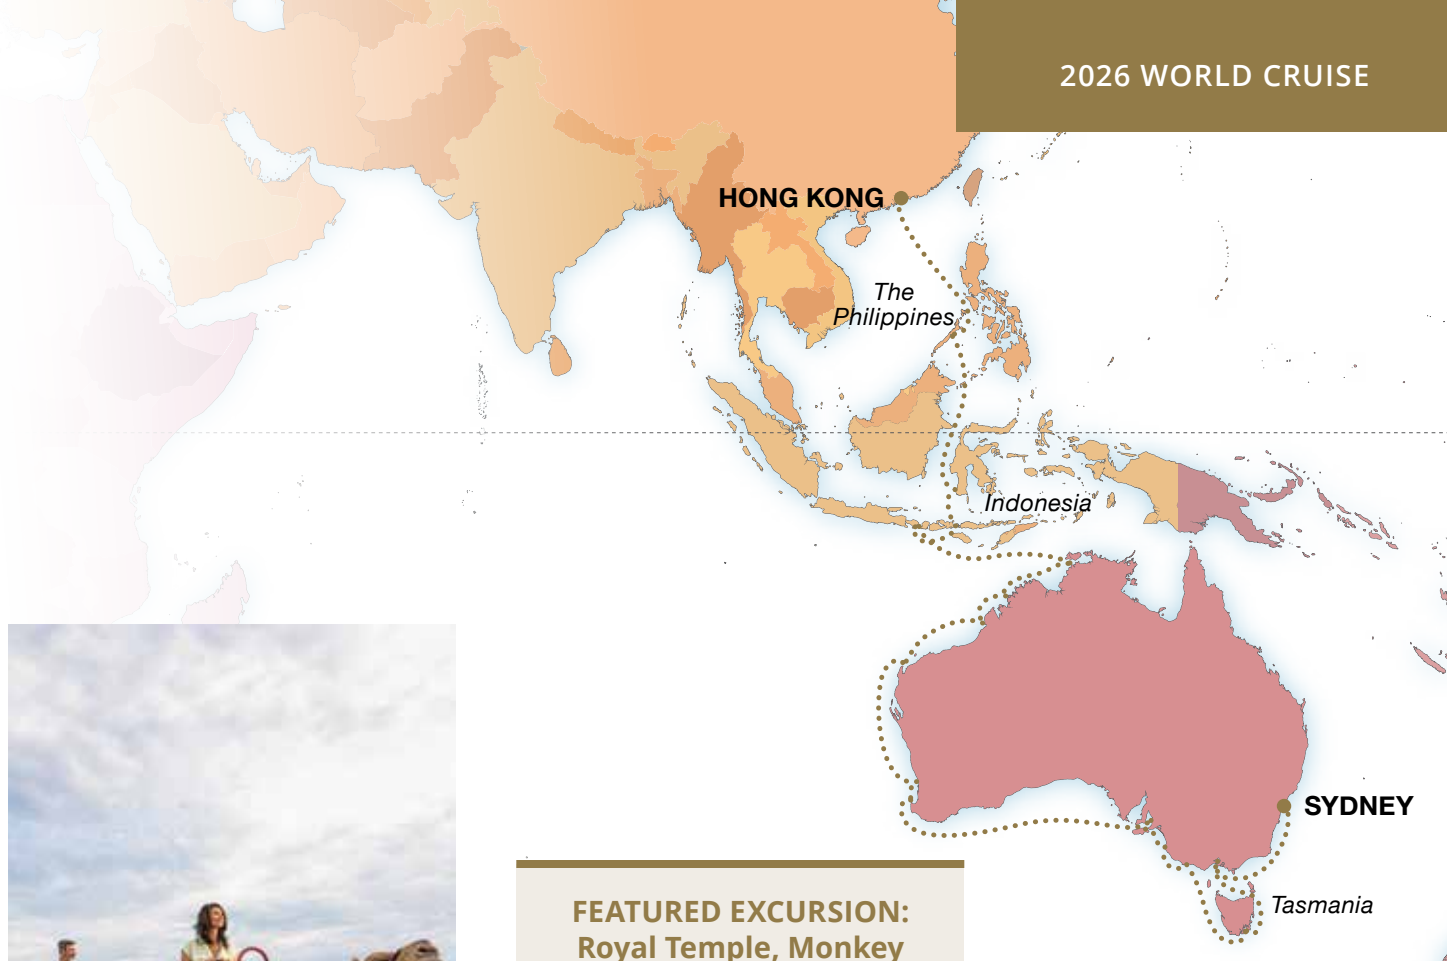 2026 WORLD CRUISE
HONG KONG
The
Philippines
Indonesia
SYDNEY
Tasmania
FEATURED EXCURSION:
Royal Temple, Monkey